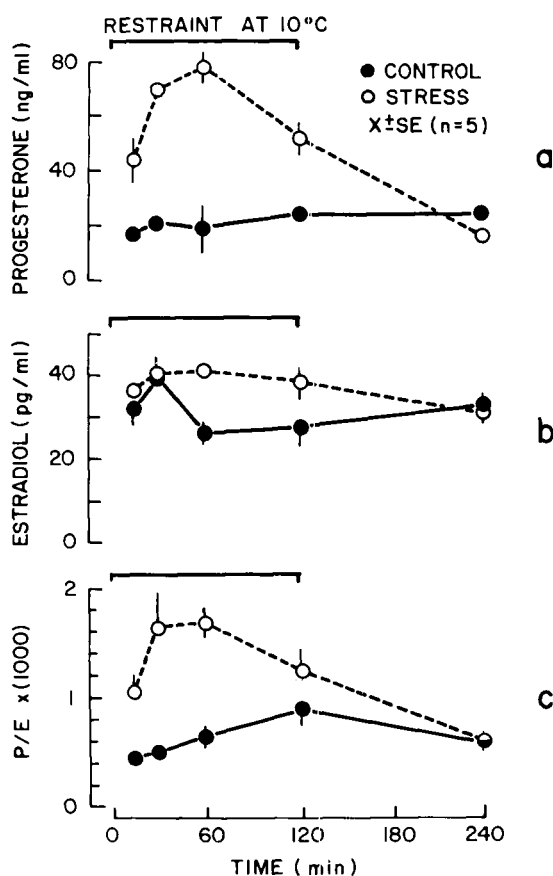 RESTRAINT AT 10°C
80
40
0
PROGESTERONE (ng/ml)
● CONTROL
○ STRESS
X±SE (n=5)
a
40
20
0
ESTRADIOL (pg/ml)
b
2
1
0
P/E x (1000)
c
0 60 120 180 240
TIME (min)